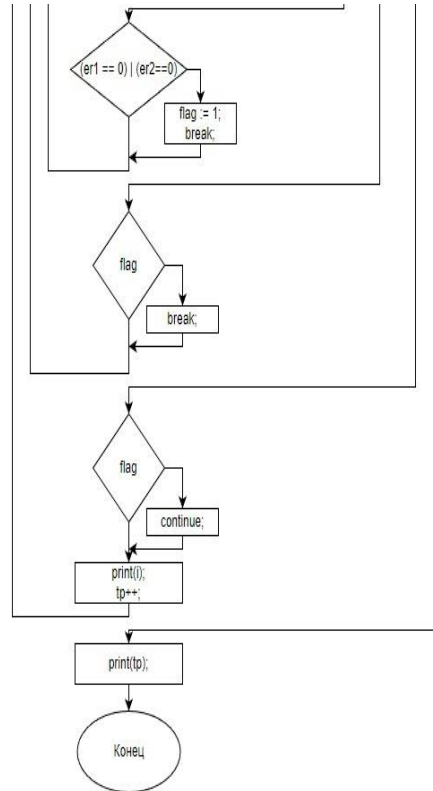 (er1 == 0) | (er2==0)
flag := 1;
break;
flag
break;
flag
continue;
print(i);
tp++;
print(tp);
Конец